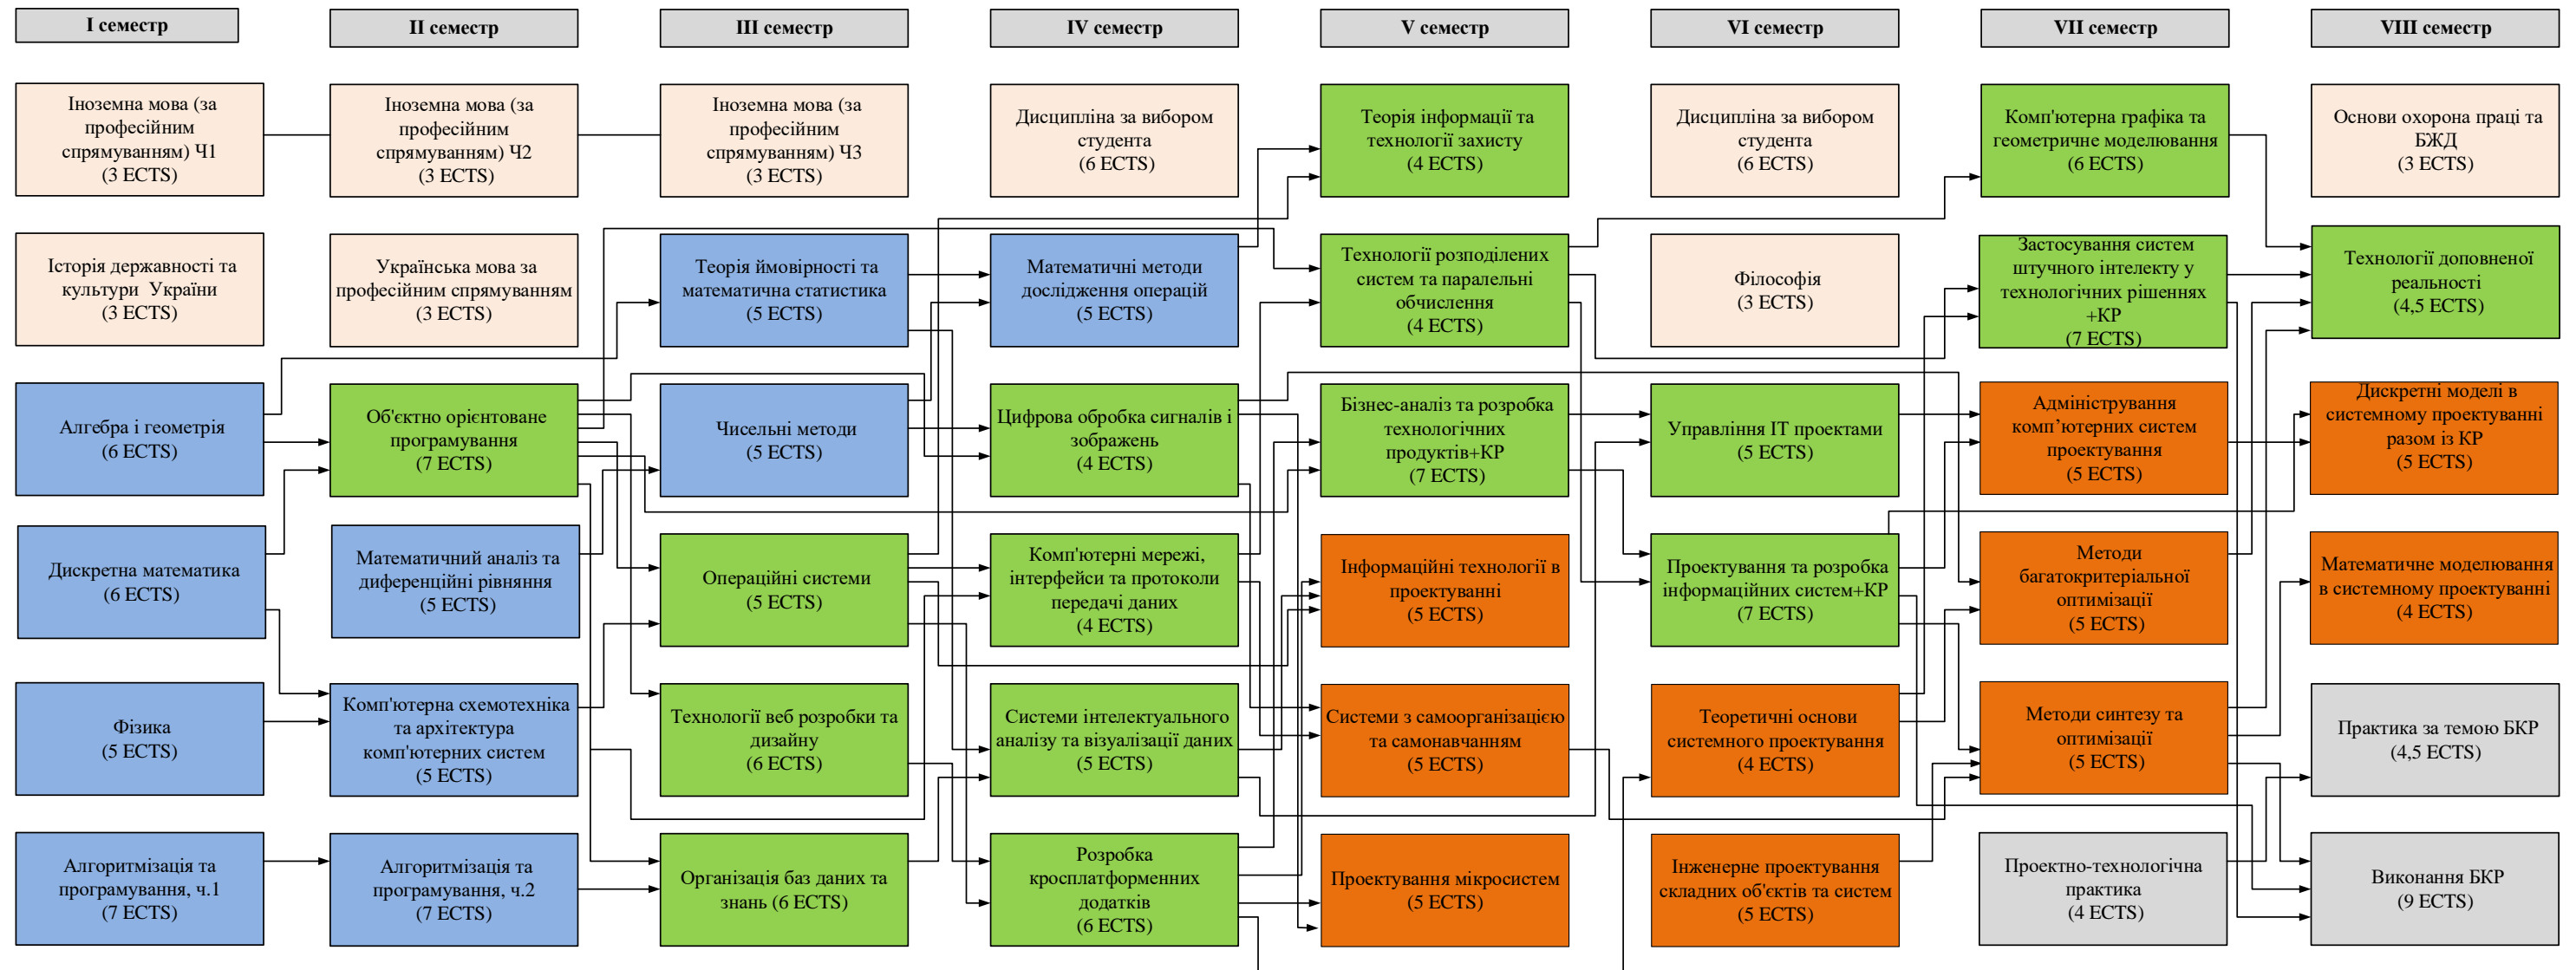 I семестр
II семестр
III семестр
IV семестр
V семестр
VI семестр
VII семестр
VIII семестр
Іноземна мова (за
професійним
спрямуванням) Ч1
(3 ECTS)
Іноземна мова (за
професійним
спрямуванням) Ч2
(3 ECTS)
Іноземна мова (за
професійним
спрямуванням) Ч3
(3 ECTS)
Дисципліна за вибором
студента
(6 ECTS)
Теорія інформації та
технології захисту
(4 ECTS)
Дисципліна за вибором
студента
(6 ECTS)
Комп'ютерна графіка та
геометричне моделювання
(6 ECTS)
Основи охорона праці та
БЖД
(3 ECTS)
Історія державності та
культури України
(3 ECTS)
Українська мова за
професійним спрямуванням
(3 ECTS)
Теорія ймовірності та
математична статистика
(5 ECTS)
Математичні методи
дослідження операцій
(5 ECTS)
Технології розподілених
систем та паралельні
обчислення
(4 ECTS)
Філософія
(3 ECTS)
Застосування систем
штучного інтелекту у
технологічних рішеннях
+КР
(7 ECTS)
Технології доповненої
реальності
(4,5 ECTS)
Алгебра і геометрія
(6 ECTS)
Об'єктно орієнтоване
програмування
(7 ECTS)
Чисельні методи
(5 ECTS)
Цифрова обробка сигналів і
зображень
(4 ECTS)
Бізнес-аналіз та розробка
технологічних
продуктів+КР
(7 ECTS)
Управління ІТ проектами
(5 ECTS)
Адміністрування
комп’ютерних систем
проектування
(5 ECTS)
Дискретні моделі в
системному проектуванні
разом із КР
(5 ECTS)
Дискретна математика
(6 ECTS)
Математичний аналіз та
диференційні рівняння
(5 ECTS)
Операційні системи
(5 ECTS)
Комп'ютерні мережі,
інтерфейси та протоколи
передачі даних
(4 ECTS)
Інформаційні технології в
проектуванні
(5 ECTS)
Проектування та розробка
інформаційних систем+КР
(7 ECTS)
Методи
багатокритеріальної
оптимізації
(5 ECTS)
Математичне моделювання
в системному проектуванні
(4 ECTS)
Фізика
(5 ECTS)
Комп'ютерна схемотехніка
та архітектура
комп'ютерних систем
(5 ECTS)
Технології веб розробки та
дизайну
(6 ECTS)
Системи інтелектуального
аналізу та візуалізації даних
(5 ECTS)
Системи з самоорганізацією
та самонавчанням
(5 ECTS)
Теоретичні основи
системного проектування
(4 ECTS)
Методи синтезу та
оптимізації
(5 ECTS)
Практика за темою БКР
(4,5 ECTS)
Алгоритмізація та
програмування, ч.1
(7 ECTS)
Алгоритмізація та
програмування, ч.2
(7 ECTS)
Організація баз даних та
знань (6 ECTS)
Розробка
кросплатформенних
додатків
(6 ECTS)
Проектування мікросистем
(5 ECTS)
Інженерне проектування
складних об'єктів та систем
(5 ECTS)
Проектно-технологічна
практика
(4 ECTS)
Виконання БКР
(9 ECTS)